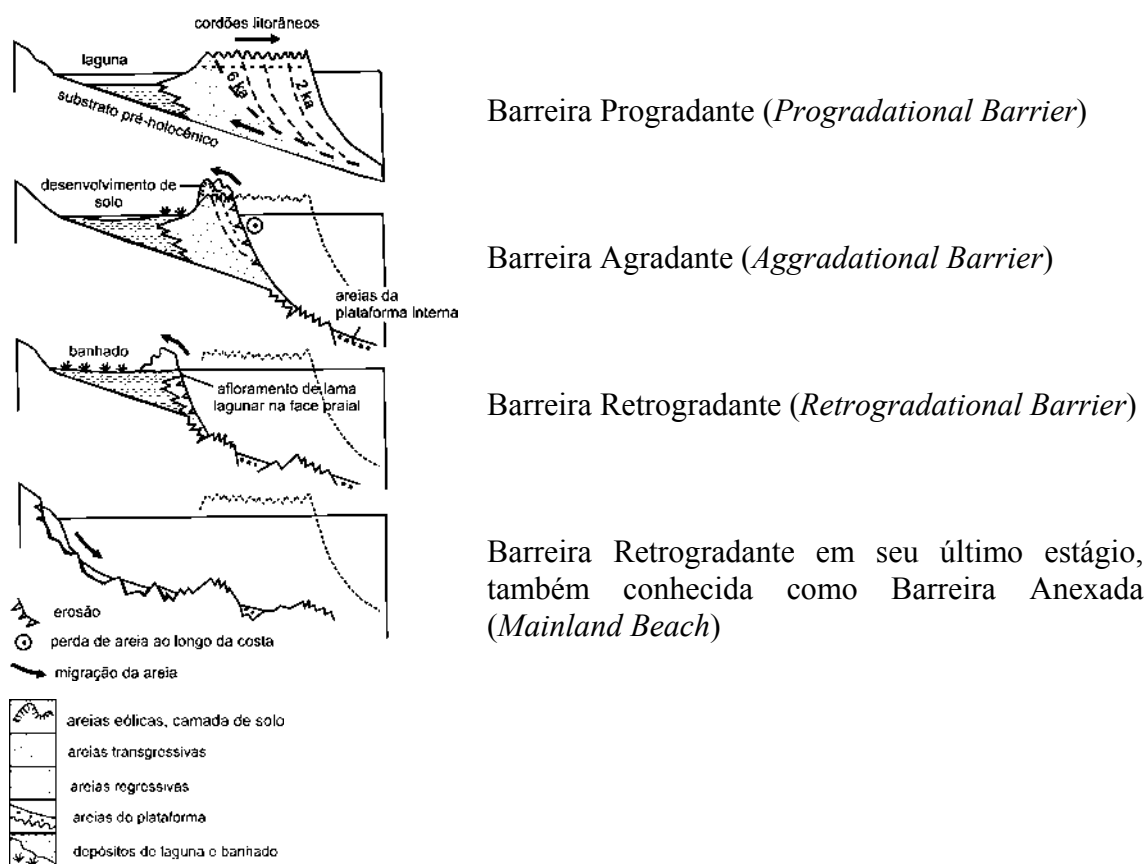 cordões litorâneos
laguna
6 ka
2 ka
substrato pré-holocênico
Barreira Progradante (Progradational Barrier)
desenvolvimento de
solo
Barreira Agradante (Aggradational Barrier)
areias da
plataforma Interna
banhado
afloramento de lama
lagunar na face praial
Barreira Retrogradante (Retrogradational Barrier)
Barreira Retrogradante em seu último estágio,
também conhecida como Barreira Anexada
(Mainland Beach)
erosão
perda de areia ao longo da costa
migração da areia
areias eólicas, camada de solo
areias transgressivas
areias regressivas
areias do plataforma
depósitos de laguna e banhado